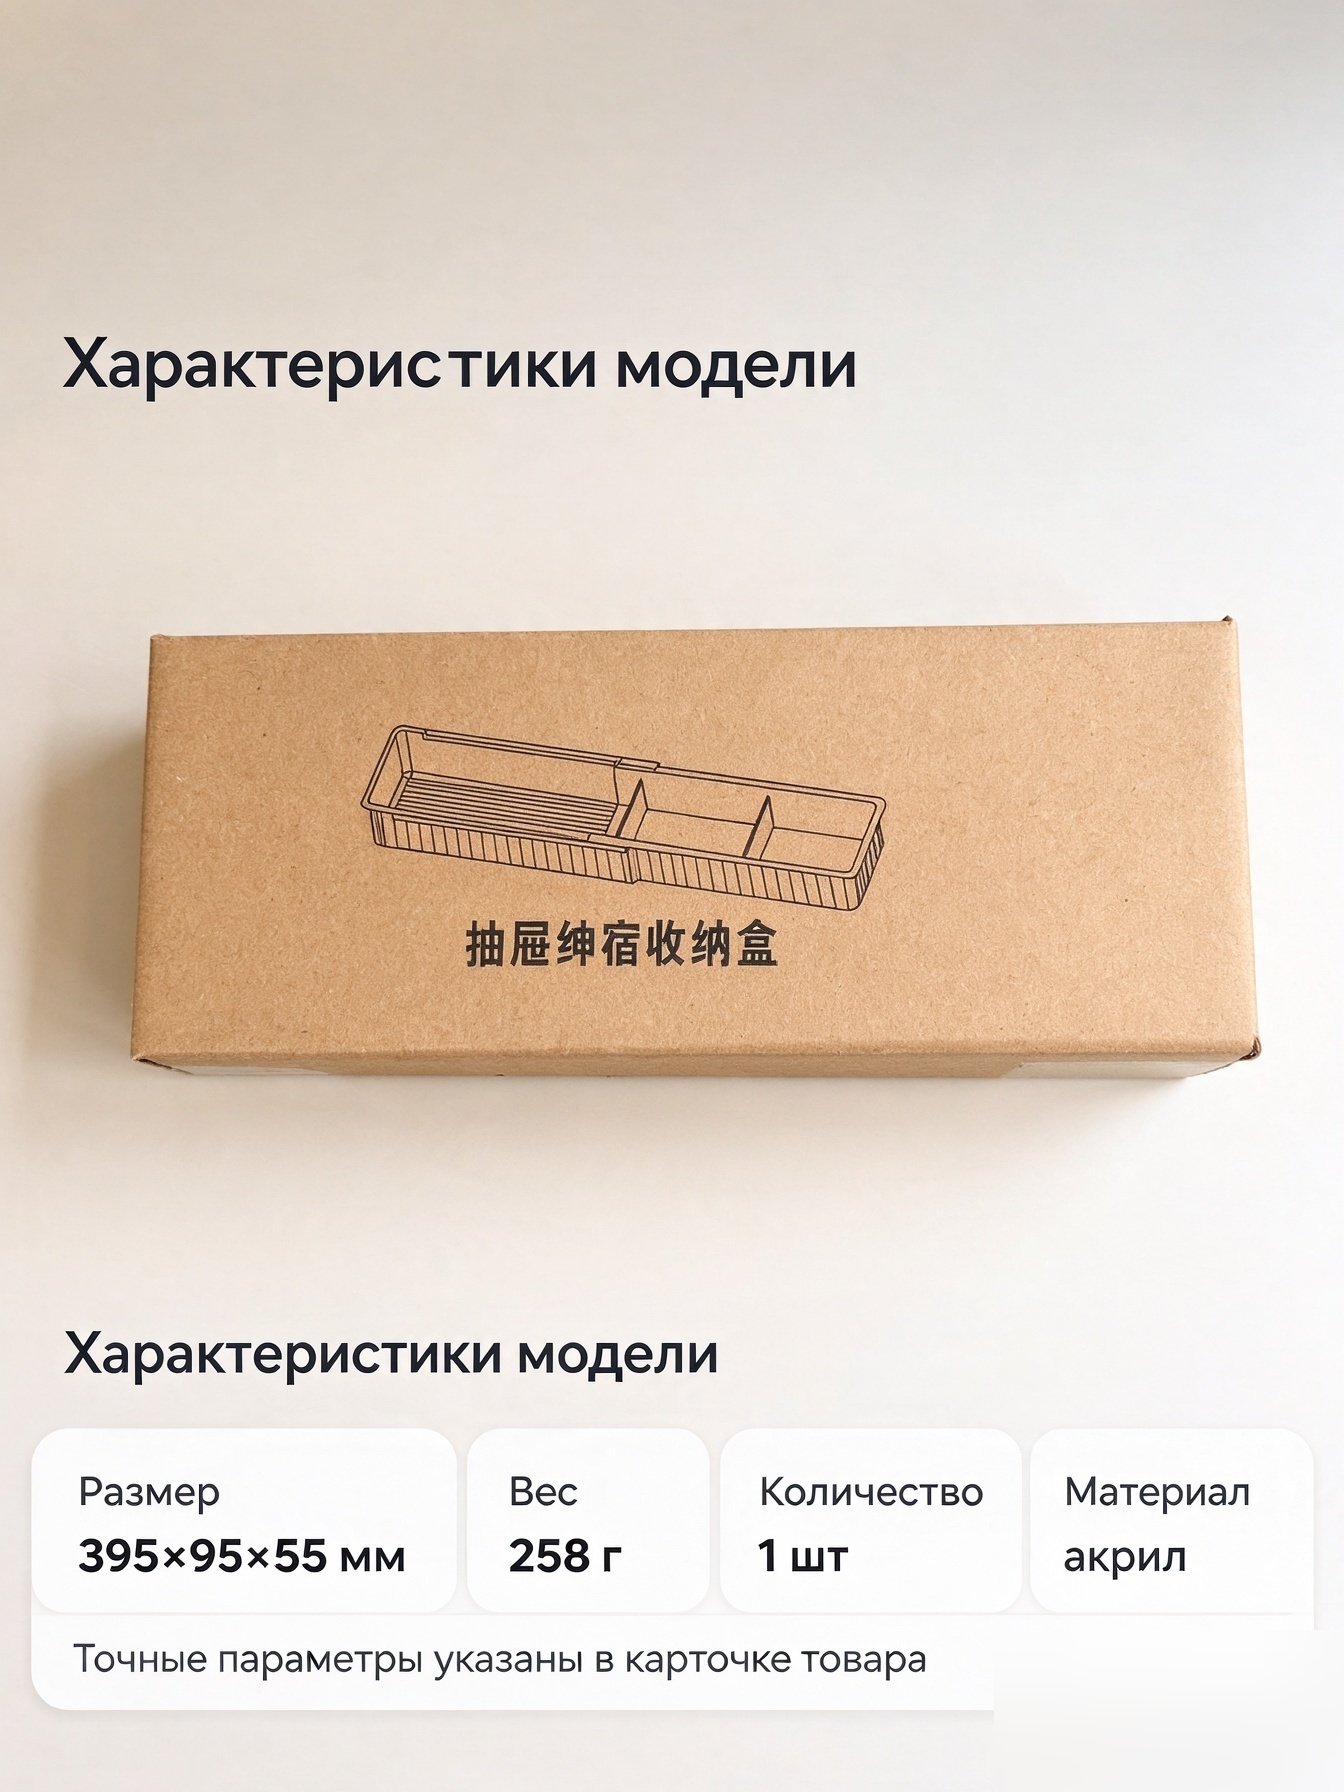 Характеристики модели
抽屉绅宿收纳盒
Характеристики модели
Размер
395×95×55 мм
Вес
258 г
Количество
1 шт
Материал
акрил
Точные параметры указаны в карточке товара